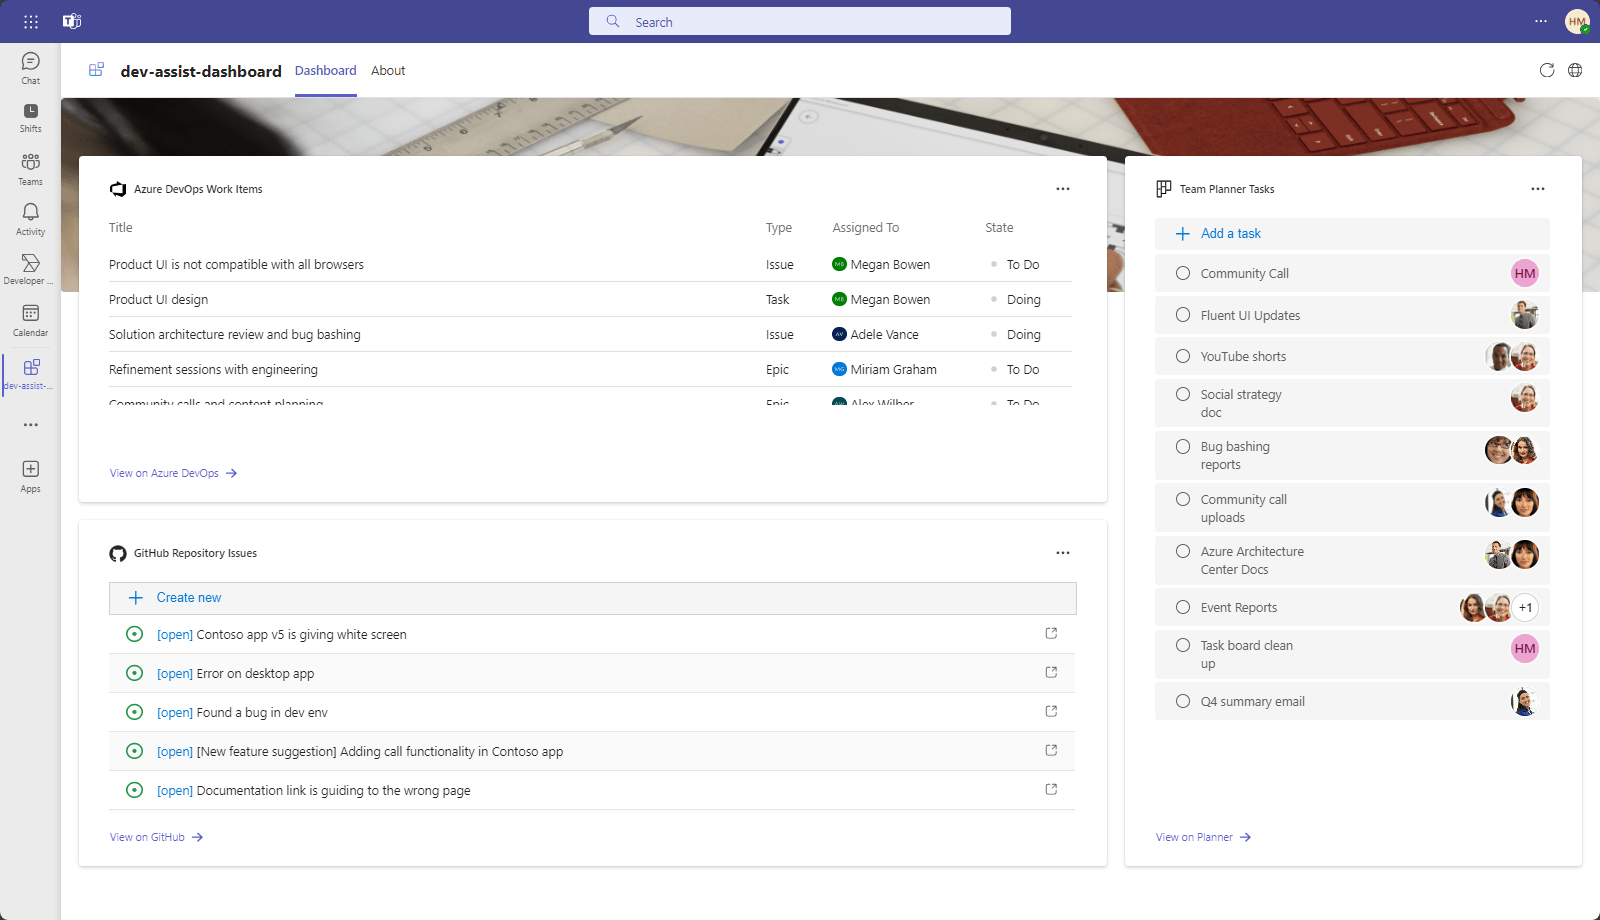 Search
HM
Chat
Shifts
Teams
Activity
Developer ...
Calendar
dev-assist-...
Apps
dev-assist-dashboard Dashboard About
Azure DevOps Work Items
Title Type Assigned To State
Product UI is not compatible with all browsers Issue MB Megan Bowen To Do
Product UI design Task MB Megan Bowen Doing
Solution architecture review and bug bashing Issue AV Adele Vance Doing
Refinement sessions with engineering Epic MG Miriam Graham To Do
Community calls and content planning Epic AW Alex Wilber To Do
View on Azure DevOps
GitHub Repository Issues
Create new
[open] Contoso app v5 is giving white screen
[open] Error on desktop app
[open] Found a bug in dev env
[open] [New feature suggestion] Adding call functionality in Contoso app
[open] Documentation link is guiding to the wrong page
View on GitHub
Team Planner Tasks
Add a task
Community Call HM
Fluent UI Updates
YouTube shorts
Social strategy
doc
Bug bashing
reports
Community call
uploads
Azure Architecture
Center Docs
Event Reports +1
Task board clean
up HM
Q4 summary email
View on Planner